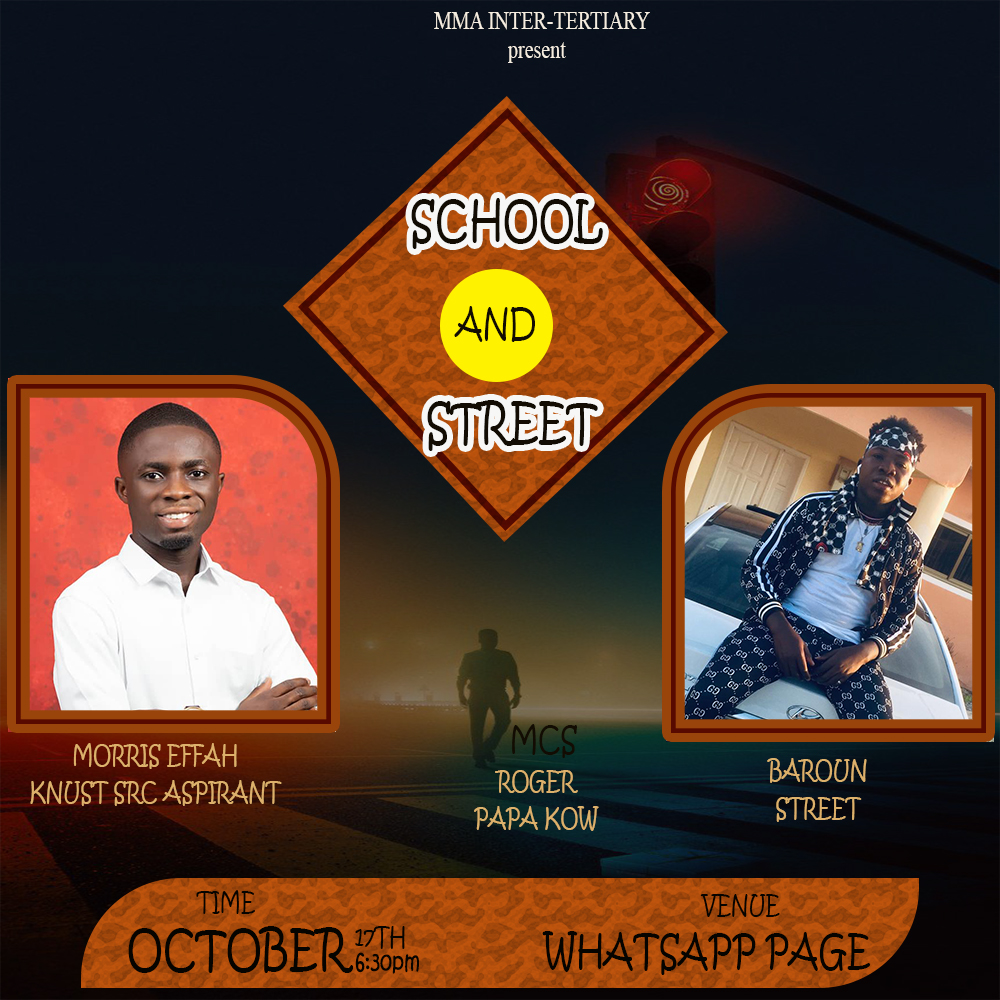 MMA INTER-TERTIARY
present
SCHOOL
AND
STREET
MORRIS EFFAH
KNUST SRC ASPIRANT
MCS
ROGER
PAPA KOW
BAROUN
STREET
TIME
OCTOBER 17TH
6:30pm
VENUE
WHATSAPP PAGE